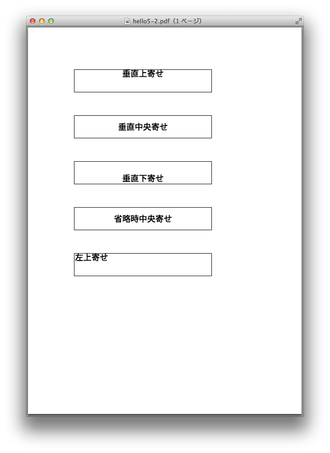 hello5-2.pdf（1 ページ）
垂直上寄せ
垂直中央寄せ
垂直下寄せ
省略時中央寄せ
左上寄せ